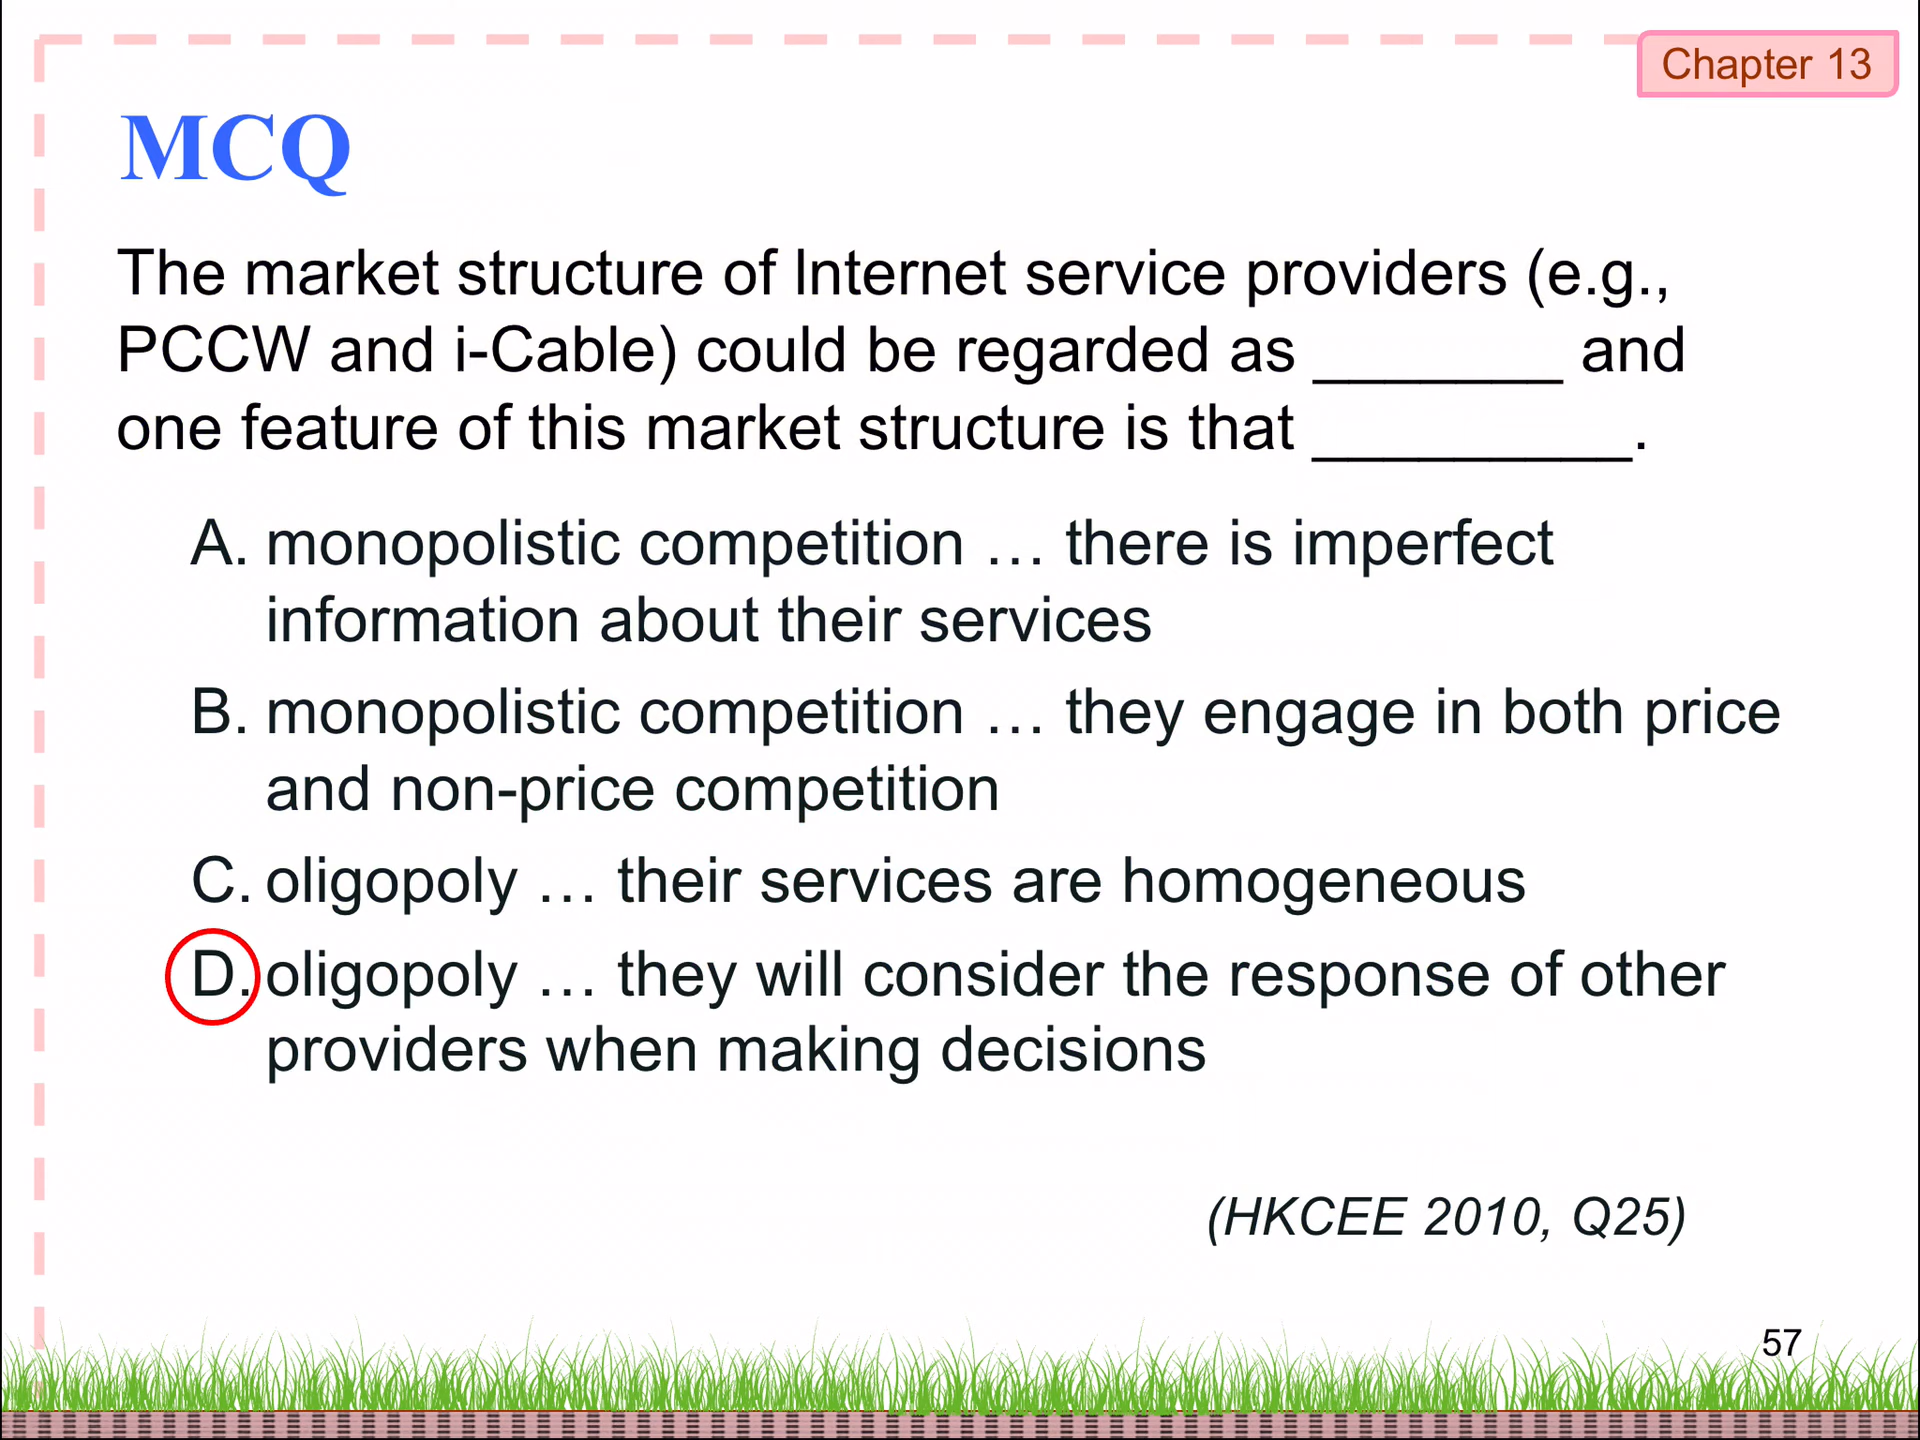 Chapter 13
MCQ
The market structure of Internet service providers (e.g.,
PCCW and i-Cable) could be regarded as _______ and
one feature of this market structure is that _________.
A. monopolistic competition … there is imperfect
information about their services
B. monopolistic competition … they engage in both price
and non-price competition
C. oligopoly … their services are homogeneous
D. oligopoly … they will consider the response of other
providers when making decisions
(HKCEE 2010, Q25)
57